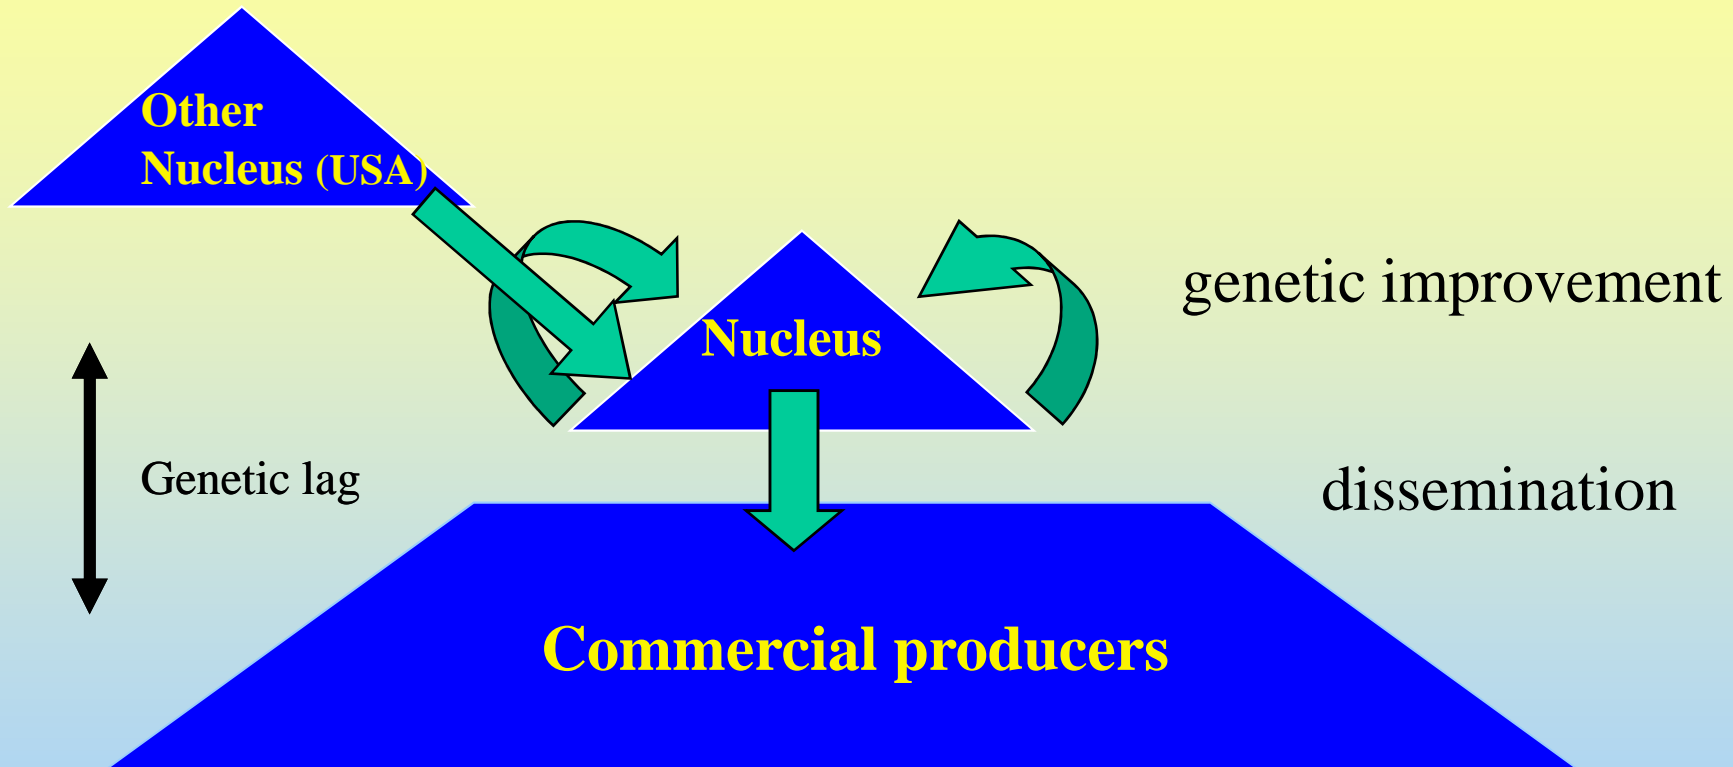 Other
Nucleus (USA)
genetic improvement
Nucleus
Genetic lag
dissemination
Commercial producers